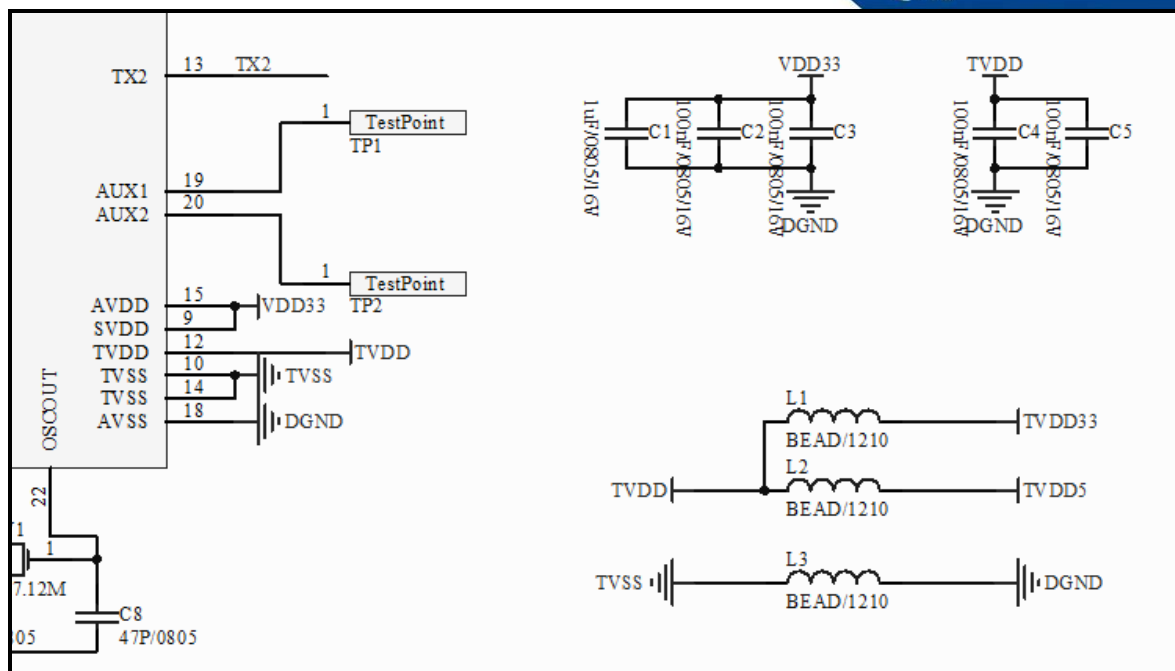 TX2 13 TX2
1 TestPoint
TP1
AUX1 19
AUX2 20
1 TestPoint
TP2
AVDD 15 VDD33
SVDD 9
TVDD 12 TVDD
TVSS 10 TVSS
TVSS 14
AVSS 18 DGND
OSCOUT
22
1
7.12M
C8
47P/0805
VDD33
1uF/0805/16V
C1
100nF/0805/16V
C2
100nF/0805/16V
C3
DGND
TVDD
100nF/0805/16V
C4
100nF/0805/16V
C5
DGND
L1
BEAD/1210
TVDD33
TVDD
L2
BEAD/1210
TVDD5
TVSS
L3
BEAD/1210
DGND